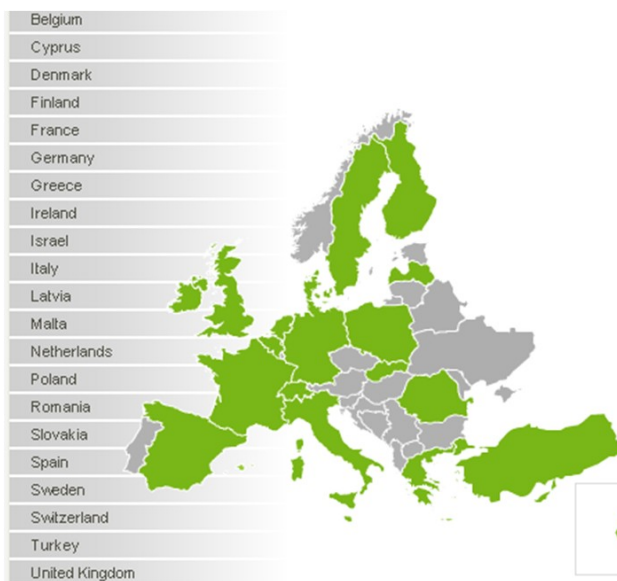 Belgium
Cyprus
Denmark
Finland
France
Germany
Greece
Ireland
Israel
Italy
Latvia
Malta
Netherlands
Poland
Romania
Slovakia
Spain
Sweden
Switzerland
Turkey
United Kingdom